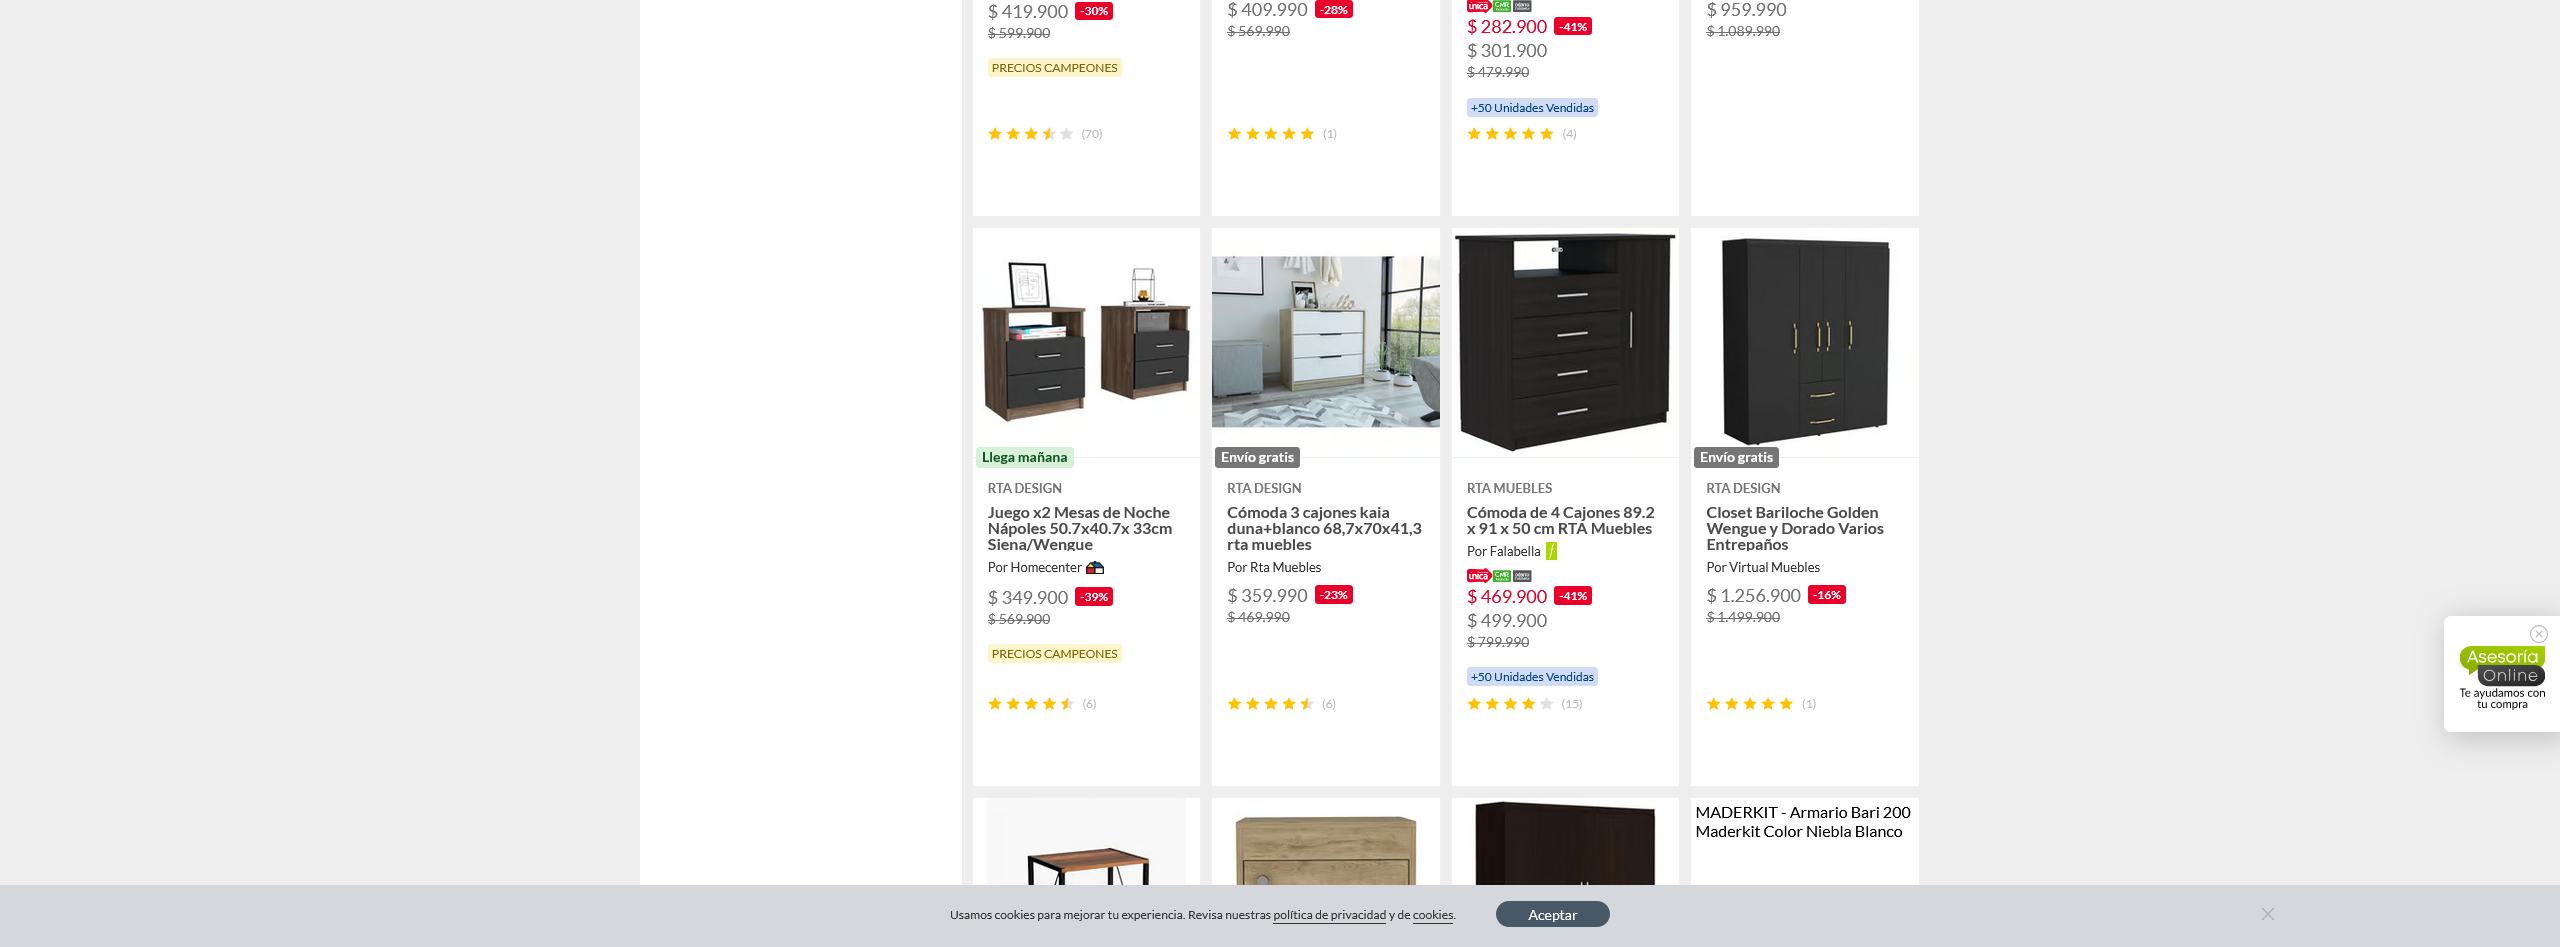 $ 419.900 -30%
$ 599.900
PRECIOS CAMPEONES
(70)
$ 409.990 -28%
$ 569.990
(1)
única CMR
$ 282.900 -41%
$ 301.900
$ 479.990
+50 Unidades Vendidas
(4)
$ 959.990
$ 1.089.990
Llega mañana
RTA DESIGN
Juego x2 Mesas de Noche
Nápoles 50.7x40.7x 33cm
Siena/Wengue
Por Homecenter
$ 349.900 -39%
$ 569.900
PRECIOS CAMPEONES
(6)
Envío gratis
RTA DESIGN
Cómoda 3 cajones kaia
duna+blanco 68,7x70x41,3
rta muebles
Por Rta Muebles
$ 359.990 -23%
$ 469.990
(6)
RTA MUEBLES
Cómoda de 4 Cajones 89.2
x 91 x 50 cm RTA Muebles
Por Falabella
única CMR
$ 469.900 -41%
$ 499.900
$ 799.990
+50 Unidades Vendidas
(15)
Envío gratis
RTA DESIGN
Closet Bariloche Golden
Wengue y Dorado Varios
Entrepaños
Por Virtual Muebles
$ 1.256.900 -16%
$ 1.499.900
(1)
MADERKIT - Armario Bari 200
Maderkit Color Niebla Blanco
Asesoría
Online
Te ayudamos con
tu compra
Usamos cookies para mejorar tu experiencia. Revisa nuestras política de privacidad y de cookies.
Aceptar